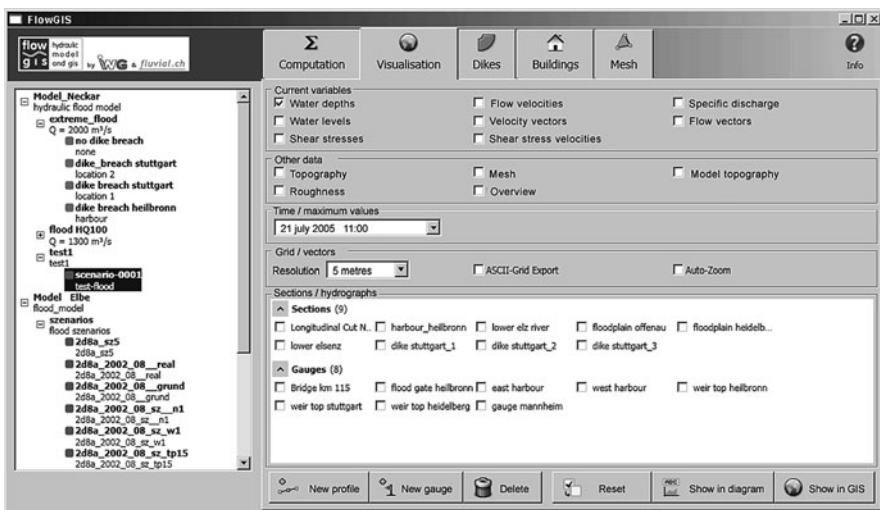 FlowGIS
flow
gis
hydraulic
model
and gis
by WG & fluvial.ch
Σ
Computation
Visualisation
Dikes
Buildings
Mesh
?
Info
Model_Neckar
hydraulic flood model
extreme_flood
Q = 2000 m³/s
no dike breach
none
dike_breach stuttgart
location 2
dike breach stuttgart
location 1
dike breach heilbronn
harbour
flood HQ100
Q = 1300 m³/s
test1
test1
scenario-0001
test-flood
Model Elbe
flood_model
szenarios
flood szenarios
2d8a_sz5
2d8a_sz5
2d8a_2002_08__real
2d8a_2002_08__real
2d8a_2002_08__grund
2d8a_2002_08__grund
2d8a_2002_08_sz__n1
2d8a_2002_08_sz__n1
2d8a_2002_08_sz_w1
2d8a_2002_08_sz_w1
2d8a_2002_08_sz_tp15
2d8a_2002_08_sz_tp15
Current variables
Water depths
Flow velocities
Specific discharge
Water levels
Velocity vectors
Flow vectors
Shear stresses
Shear stress velocities
Other data
Topography
Mesh
Model topography
Roughness
Overview
Time / maximum values
21 july 2005 11:00
Grid / vectors
Resolution 5 metres
ASCII-Grid Export
Auto-Zoom
Sections / hydrographs
Sections (9)
Longitudinal Cut N..
harbour_heilbronn
lower elz river
floodplain offenau
floodplain heidelb...
lower elsenz
dike stuttgart_1
dike stuttgart_2
dike stuttgart_3
Gauges (8)
Bridge km 115
flood gate heilbronn
east harbour
west harbour
weir top heilbronn
weir top stuttgart
weir top heidelberg
gauge mannheim
New profile
New gauge
Delete
Reset
Show in diagram
Show in GIS